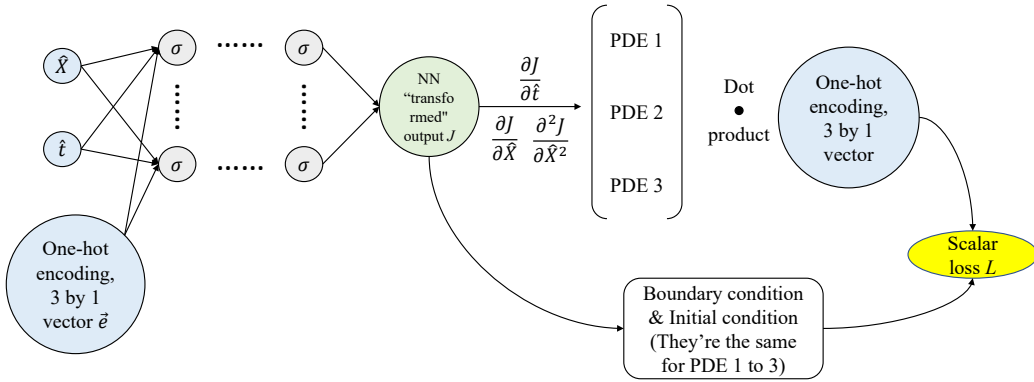 X̂
t̂
One-hot
encoding,
3 by 1
vector e⃗
σ
······
σ
σ
······
σ
NN
“transfo
rmed"
output J
∂J
∂t̂
∂J
∂X̂
∂²J
∂X̂²
PDE 1
PDE 2
PDE 3
Dot
•
product
One-hot
encoding,
3 by 1
vector
Scalar
loss L
Boundary condition
& Initial condition
(They’re the same
for PDE 1 to 3)